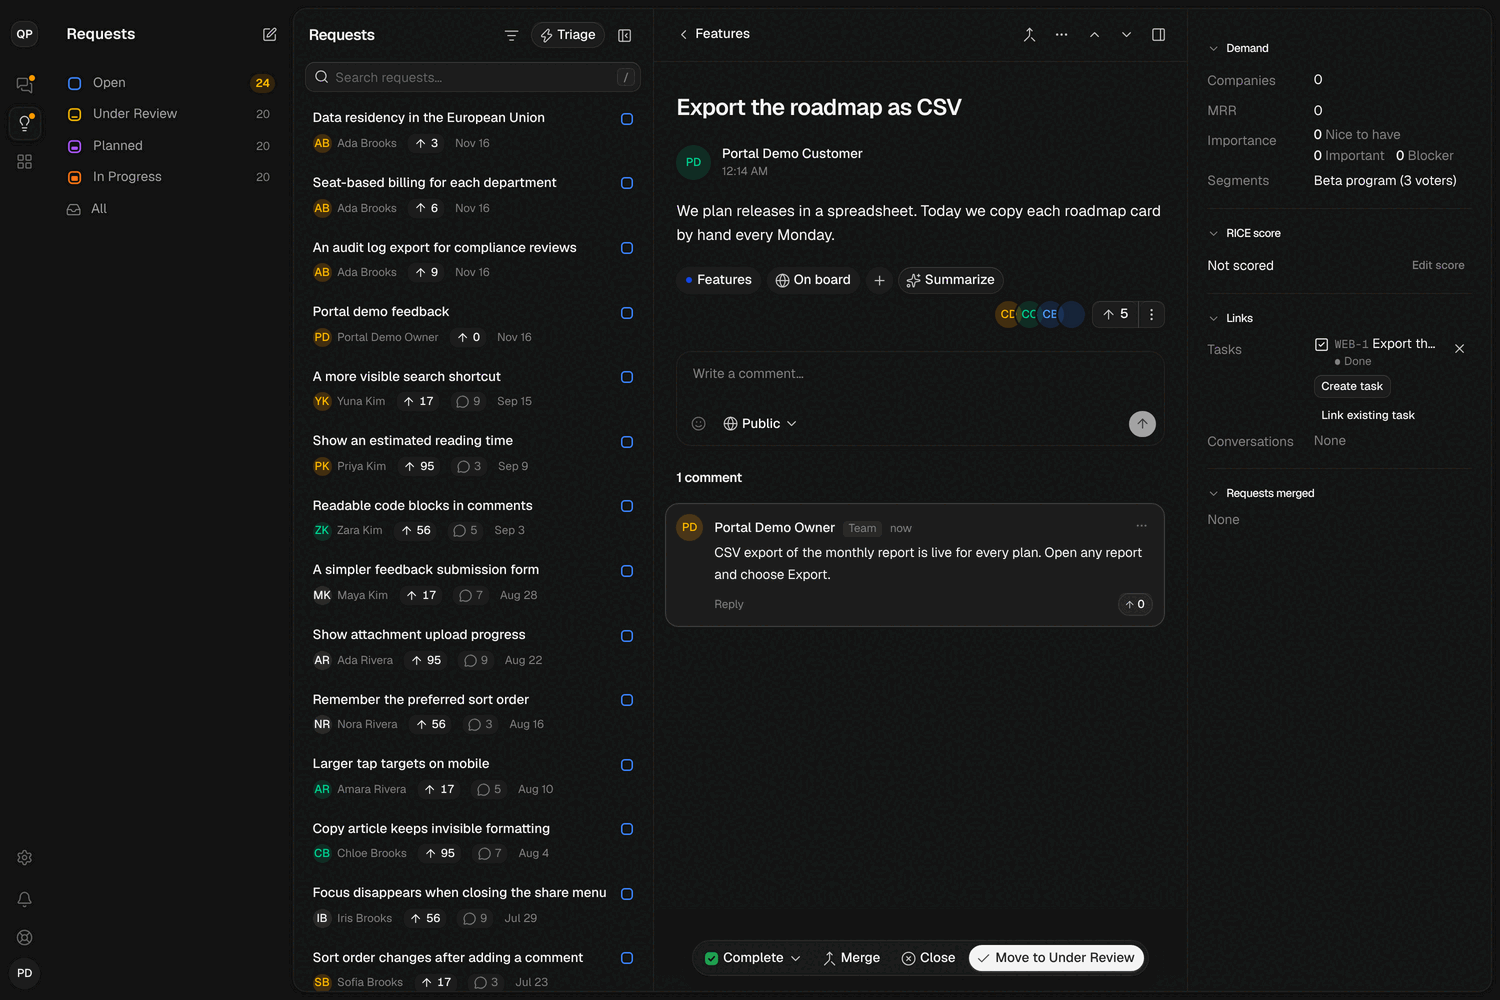 QP
Requests
Open
24
Under Review
20
Planned
20
In Progress
20
All
PD
Requests
Triage
Search requests...
/
Data residency in the European Union
AB Ada Brooks 3 Nov 16
Seat-based billing for each department
AB Ada Brooks 6 Nov 16
An audit log export for compliance reviews
AB Ada Brooks 9 Nov 16
Portal demo feedback
PD Portal Demo Owner 0 Nov 16
A more visible search shortcut
YK Yuna Kim 17 9 Sep 15
Show an estimated reading time
PK Priya Kim 95 3 Sep 9
Readable code blocks in comments
ZK Zara Kim 56 5 Sep 3
A simpler feedback submission form
MK Maya Kim 17 7 Aug 28
Show attachment upload progress
AR Ada Rivera 95 9 Aug 22
Remember the preferred sort order
NR Nora Rivera 56 3 Aug 16
Larger tap targets on mobile
AR Amara Rivera 17 5 Aug 10
Copy article keeps invisible formatting
CB Chloe Brooks 95 7 Aug 4
Focus disappears when closing the share menu
IB Iris Brooks 56 9 Jul 29
Sort order changes after adding a comment
SB Sofia Brooks 17 3 Jul 23
Features
Export the roadmap as CSV
PD Portal Demo Customer
12:14 AM
We plan releases in a spreadsheet. Today we copy each roadmap card
by hand every Monday.
Features On board Summarize
CE 5
Write a comment...
Public
1 comment
PD Portal Demo Owner Team now
CSV export of the monthly report is live for every plan. Open any report
and choose Export.
Reply 0
Complete Merge Close Move to Under Review
Demand
Companies 0
MRR 0
Importance 0 Nice to have
0 Important 0 Blocker
Segments Beta program (3 voters)
RICE score
Not scored Edit score
Links
Tasks WEB-1 Export th...
Done
Create task
Link existing task
Conversations None
Requests merged
None